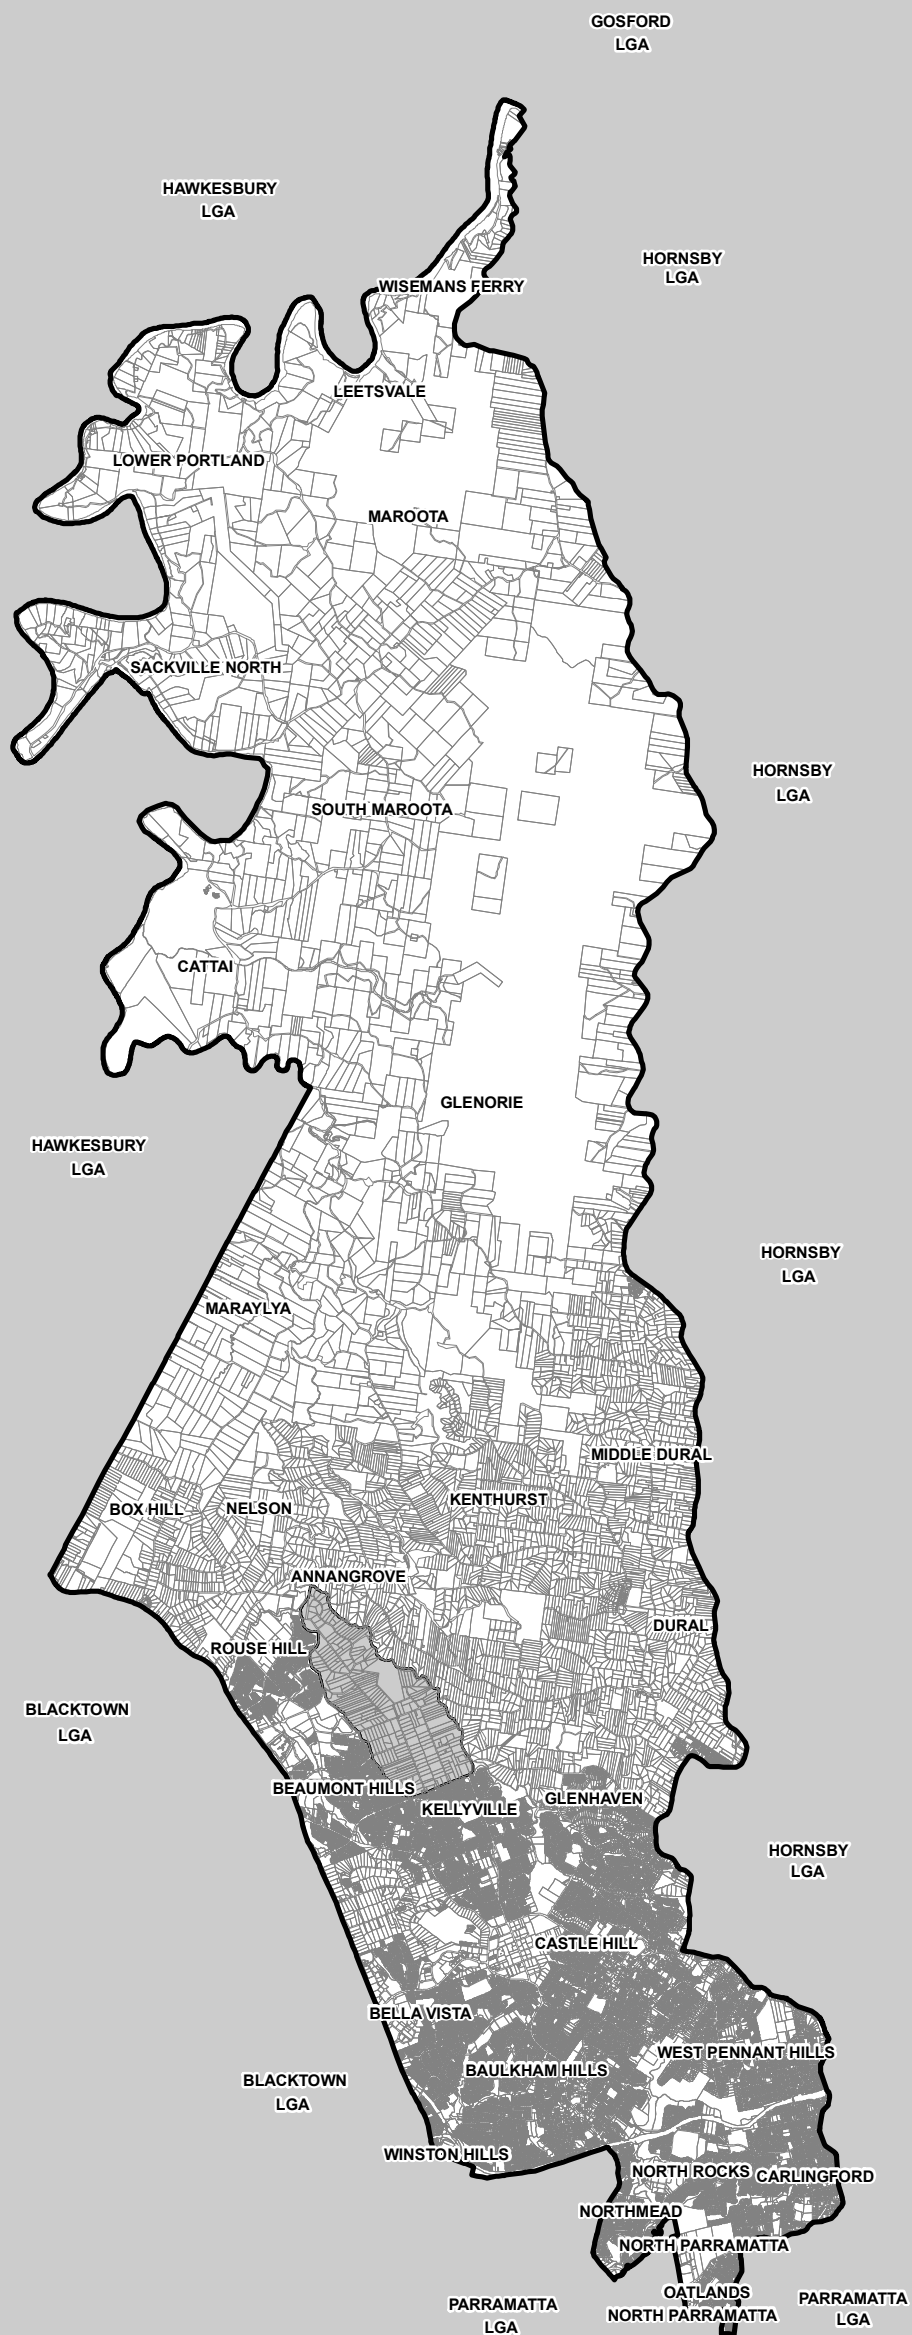 GOSFORD
LGA
HAWKESBURY
LGA
HORNSBY
LGA
WISEMANS FERRY
LEETSVALE
LOWER PORTLAND
MAROOTA
SACKVILLE NORTH
HORNSBY
LGA
SOUTH MAROOTA
CATTAI
GLENORIE
HAWKESBURY
LGA
HORNSBY
LGA
MARAYLYA
MIDDLE DURAL
KENTHURST
BOX HILL
NELSON
ANNANGROVE
DURAL
ROUSE HILL
BLACKTOWN
LGA
BEAUMONT HILLS
GLENHAVEN
KELLYVILLE
HORNSBY
LGA
CASTLE HILL
BELLA VISTA
WEST PENNANT HILLS
BAULKHAM HILLS
BLACKTOWN
LGA
WINSTON HILLS
NORTH ROCKS
CARLINGFORD
NORTHMEAD
NORTH PARRAMATTA
OATLANDS
PARRAMATTA
LGA
NORTH PARRAMATTA
PARRAMATTA
LGA